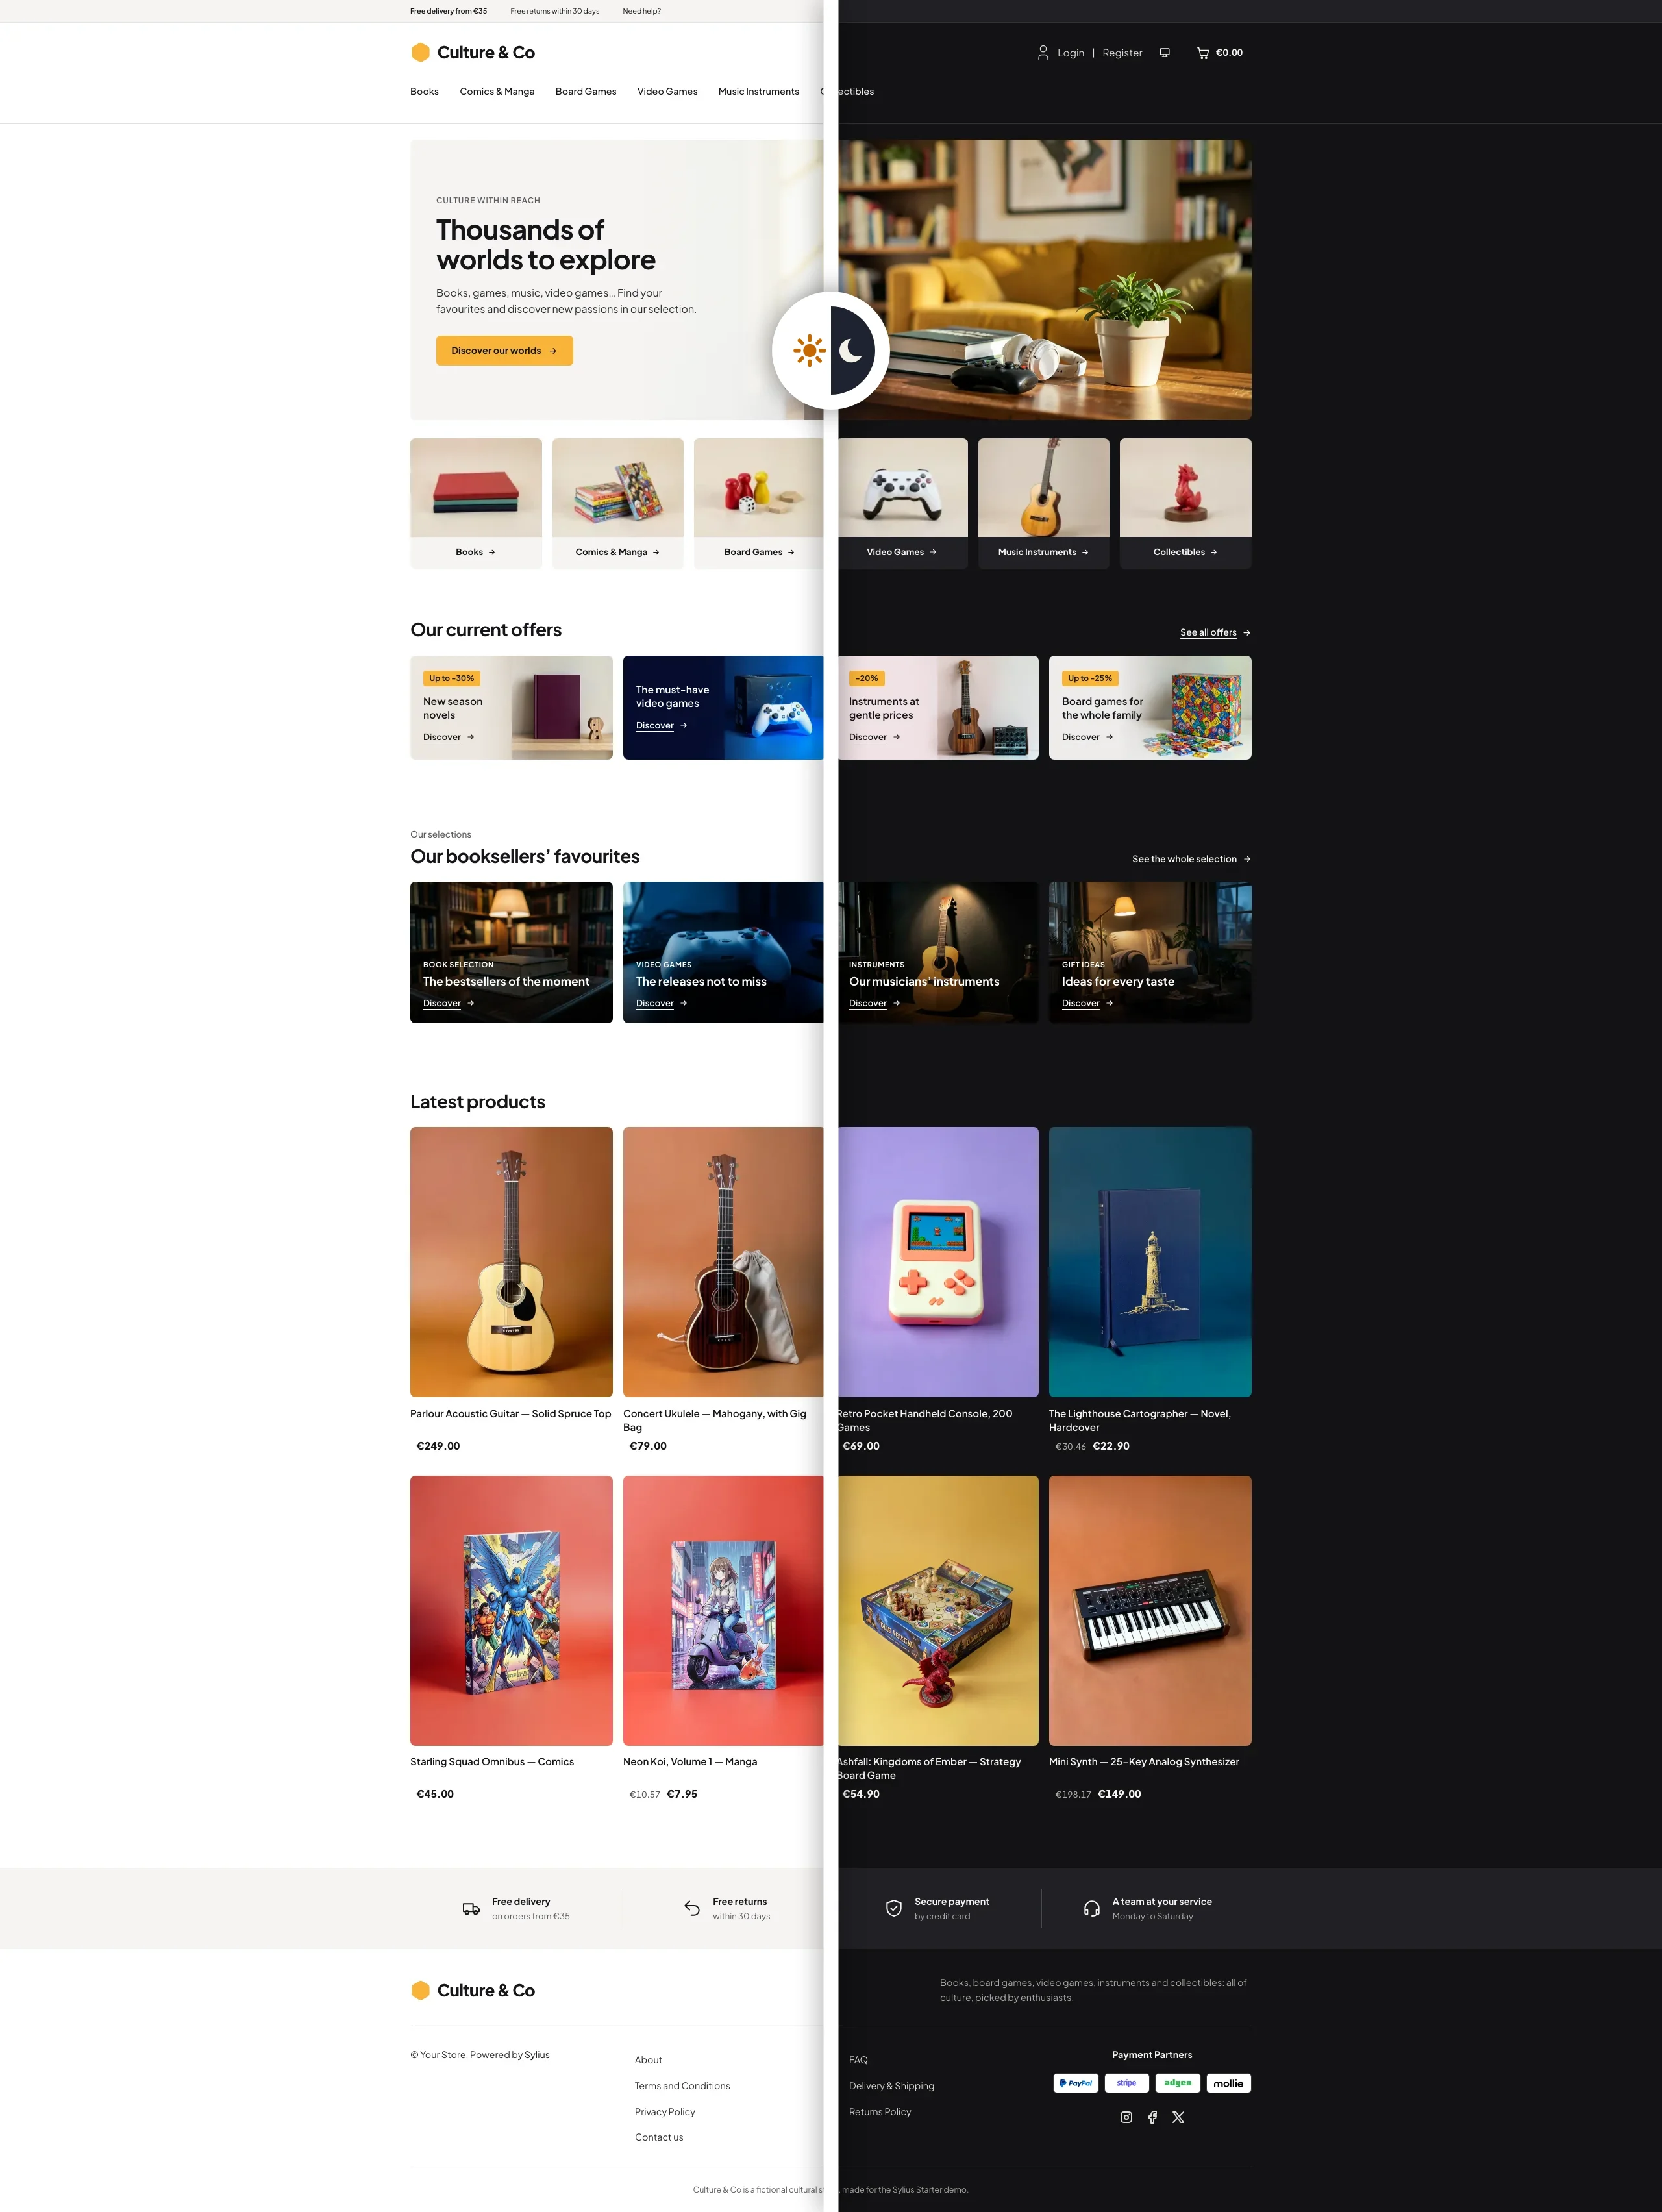 Free delivery from €35
Free returns within 30 days
Need help?
Culture & Co
Login | Register
€0.00
Books
Comics & Manga
Board Games
Video Games
Music Instruments
ectibles
CULTURE WITHIN REACH
Thousands of
worlds to explore
Books, games, music, video games… Find your
favourites and discover new passions in our selection.
Discover our worlds →
Books →
Comics & Manga →
Board Games →
Video Games →
Music Instruments →
Collectibles →
Our current offers
See all offers →
Up to -30%
New season
novels
Discover →
The must-have
video games
Discover →
-20%
Instruments at
gentle prices
Discover →
Up to -25%
Board games for
the whole family
Discover →
Our selections
Our booksellers’ favourites
See the whole selection →
BOOK SELECTION
The bestsellers of the moment
Discover →
VIDEO GAMES
The releases not to miss
Discover →
INSTRUMENTS
Our musicians’ instruments
Discover →
GIFT IDEAS
Ideas for every taste
Discover →
Latest products
Parlour Acoustic Guitar — Solid Spruce Top
€249.00
Concert Ukulele — Mahogany, with Gig
Bag
€79.00
Retro Pocket Handheld Console, 200
Games
€69.00
The Lighthouse Cartographer — Novel,
Hardcover
€30.46 €22.90
Starling Squad Omnibus — Comics
€45.00
Neon Koi, Volume 1 — Manga
€10.57 €7.95
Ashfall: Kingdoms of Ember — Strategy
Board Game
€54.90
Mini Synth — 25-Key Analog Synthesizer
€198.17 €149.00
Free delivery
on orders from €35
Free returns
within 30 days
Secure payment
by credit card
A team at your service
Monday to Saturday
Culture & Co
Books, board games, video games, instruments and collectibles: all of
culture, picked by enthusiasts.
© Your Store, Powered by Sylius
About
Terms and Conditions
Privacy Policy
Contact us
FAQ
Delivery & Shipping
Returns Policy
Payment Partners
PayPal
stripe
adyen
mollie
Culture & Co is a fictional cultural st
, made for the Sylius Starter demo.